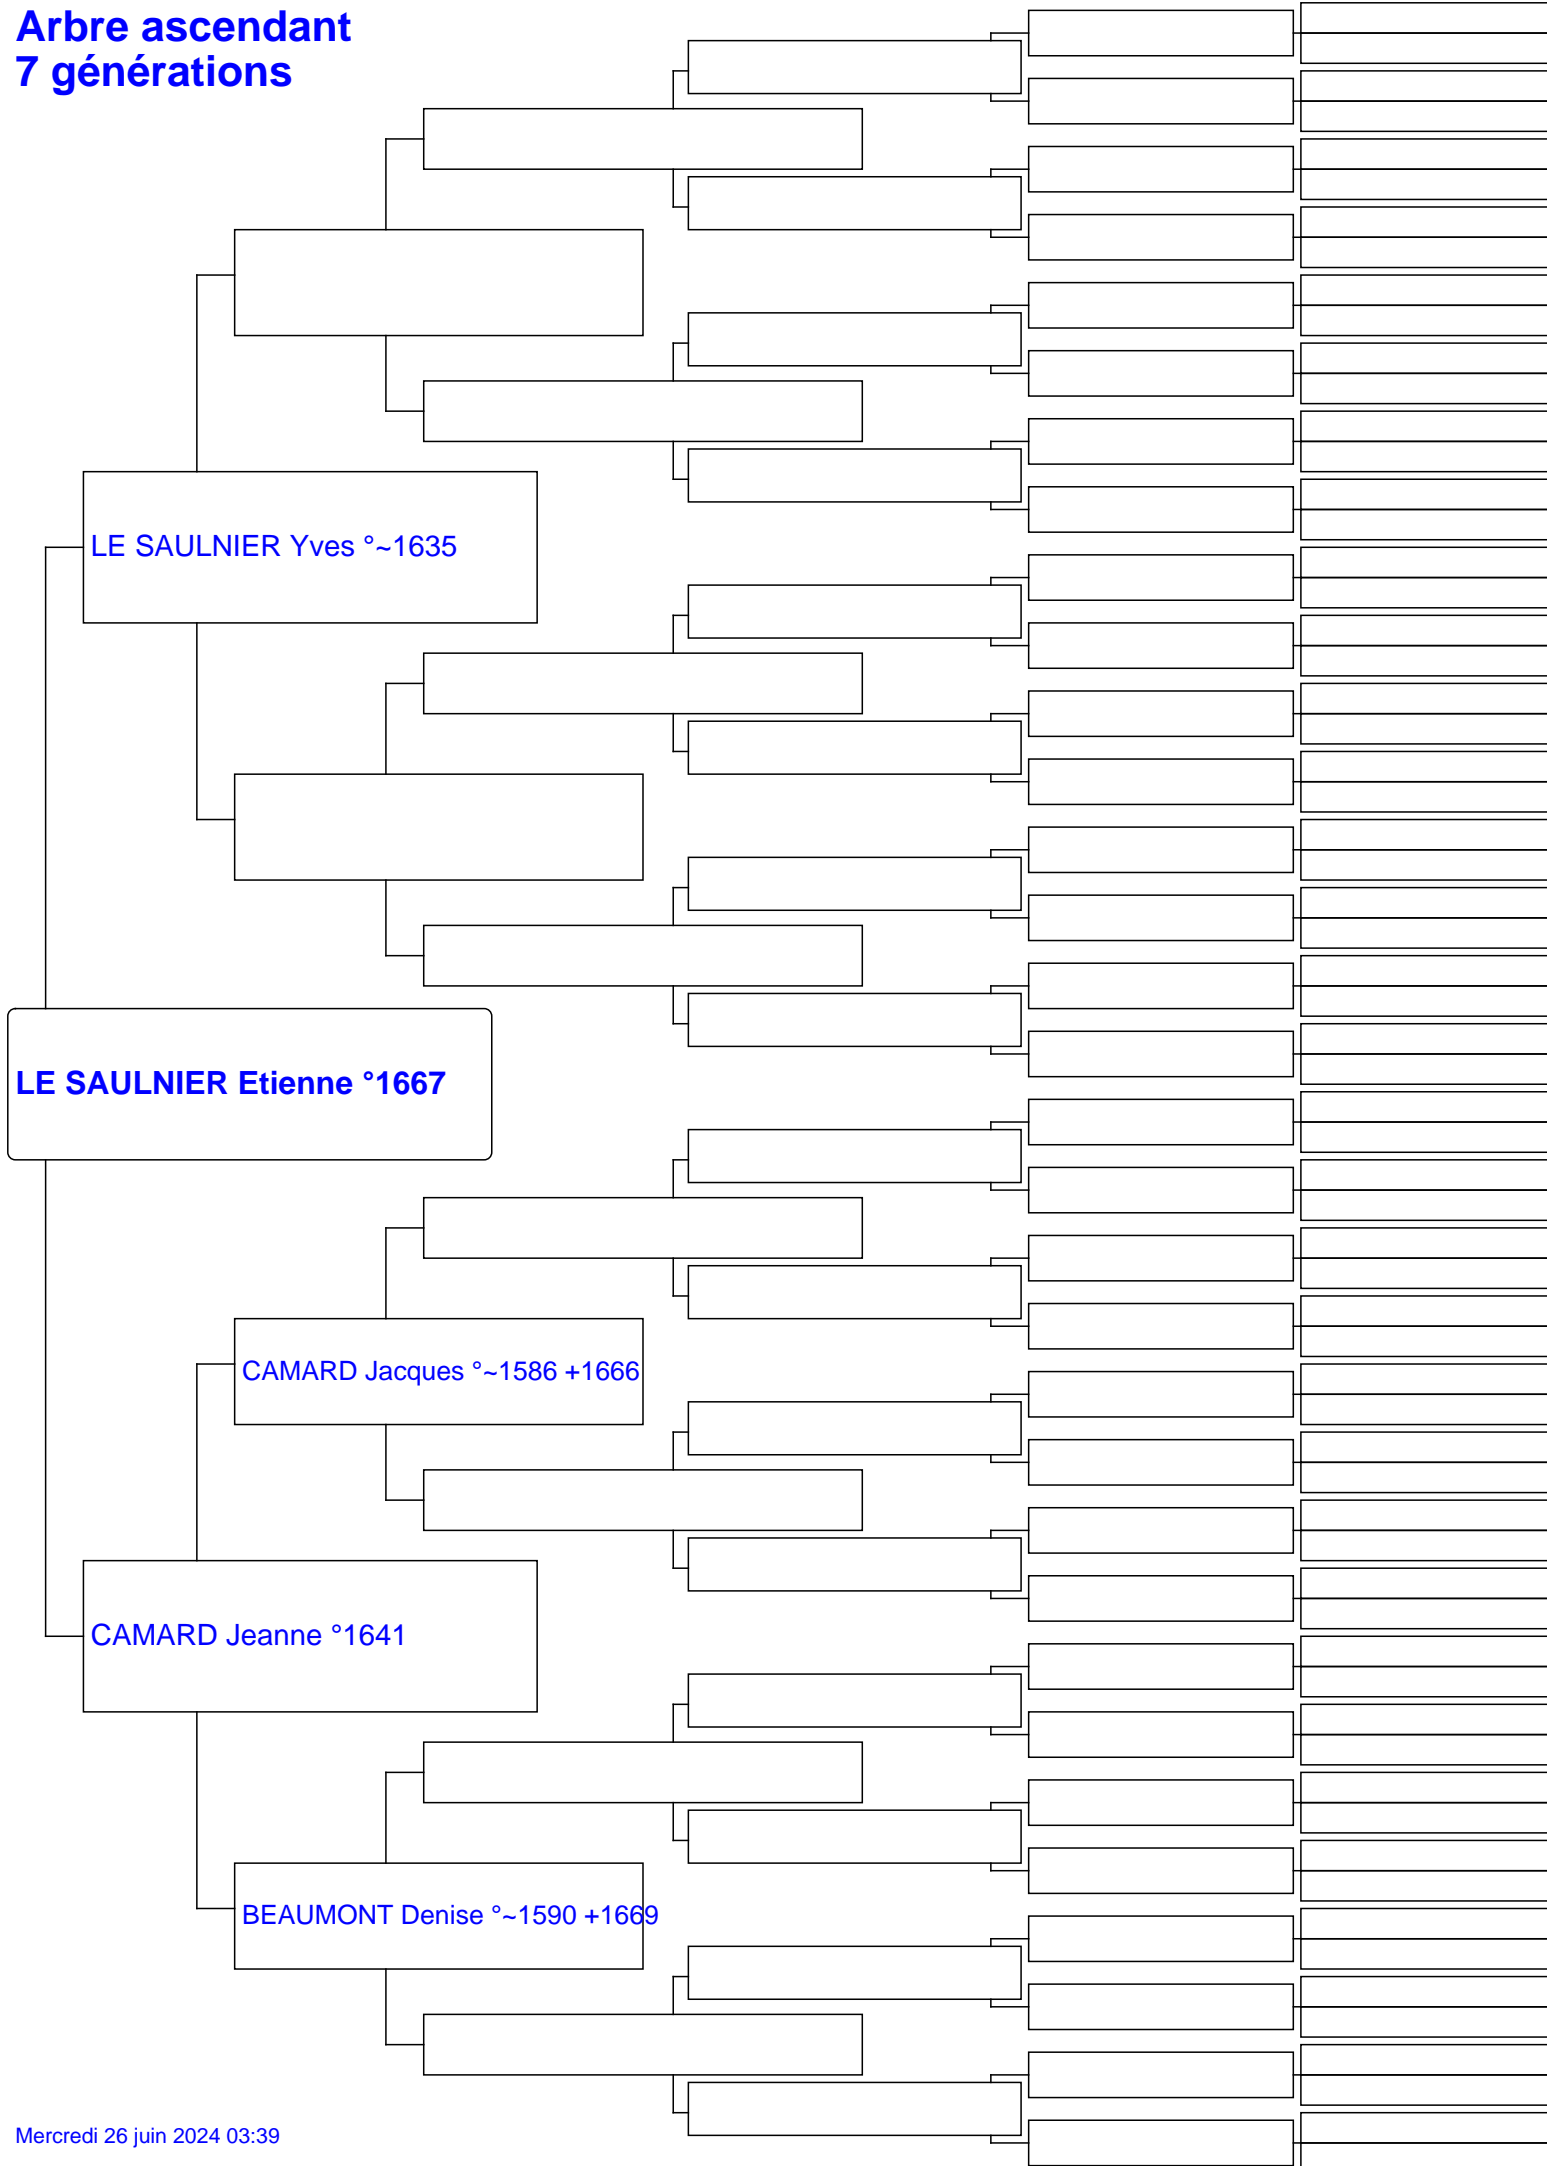 Arbre ascendant
7 générations
LE SAULNIER Yves °~1635
LE SAULNIER Etienne °1667
CAMARD Jacques °~1586 +1666
CAMARD Jeanne °1641
BEAUMONT Denise °~1590 +1669
Mercredi 26 juin 2024 03:39